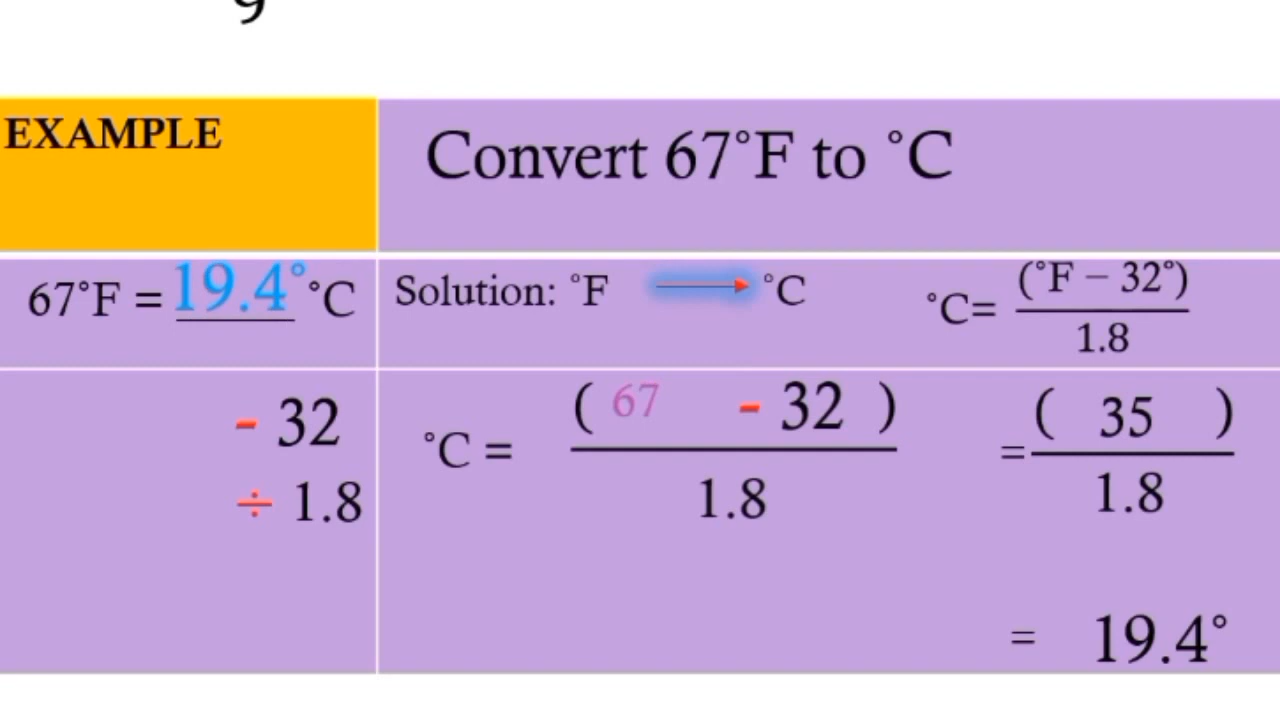 9
EXAMPLE
Convert 67°F to °C
67°F = 19.4° °C
Solution: °F → °C
°C= (°F − 32°)
1.8
- 32
÷ 1.8
°C = ( 67 - 32 )
1.8
= ( 35 )
1.8
= 19.4°